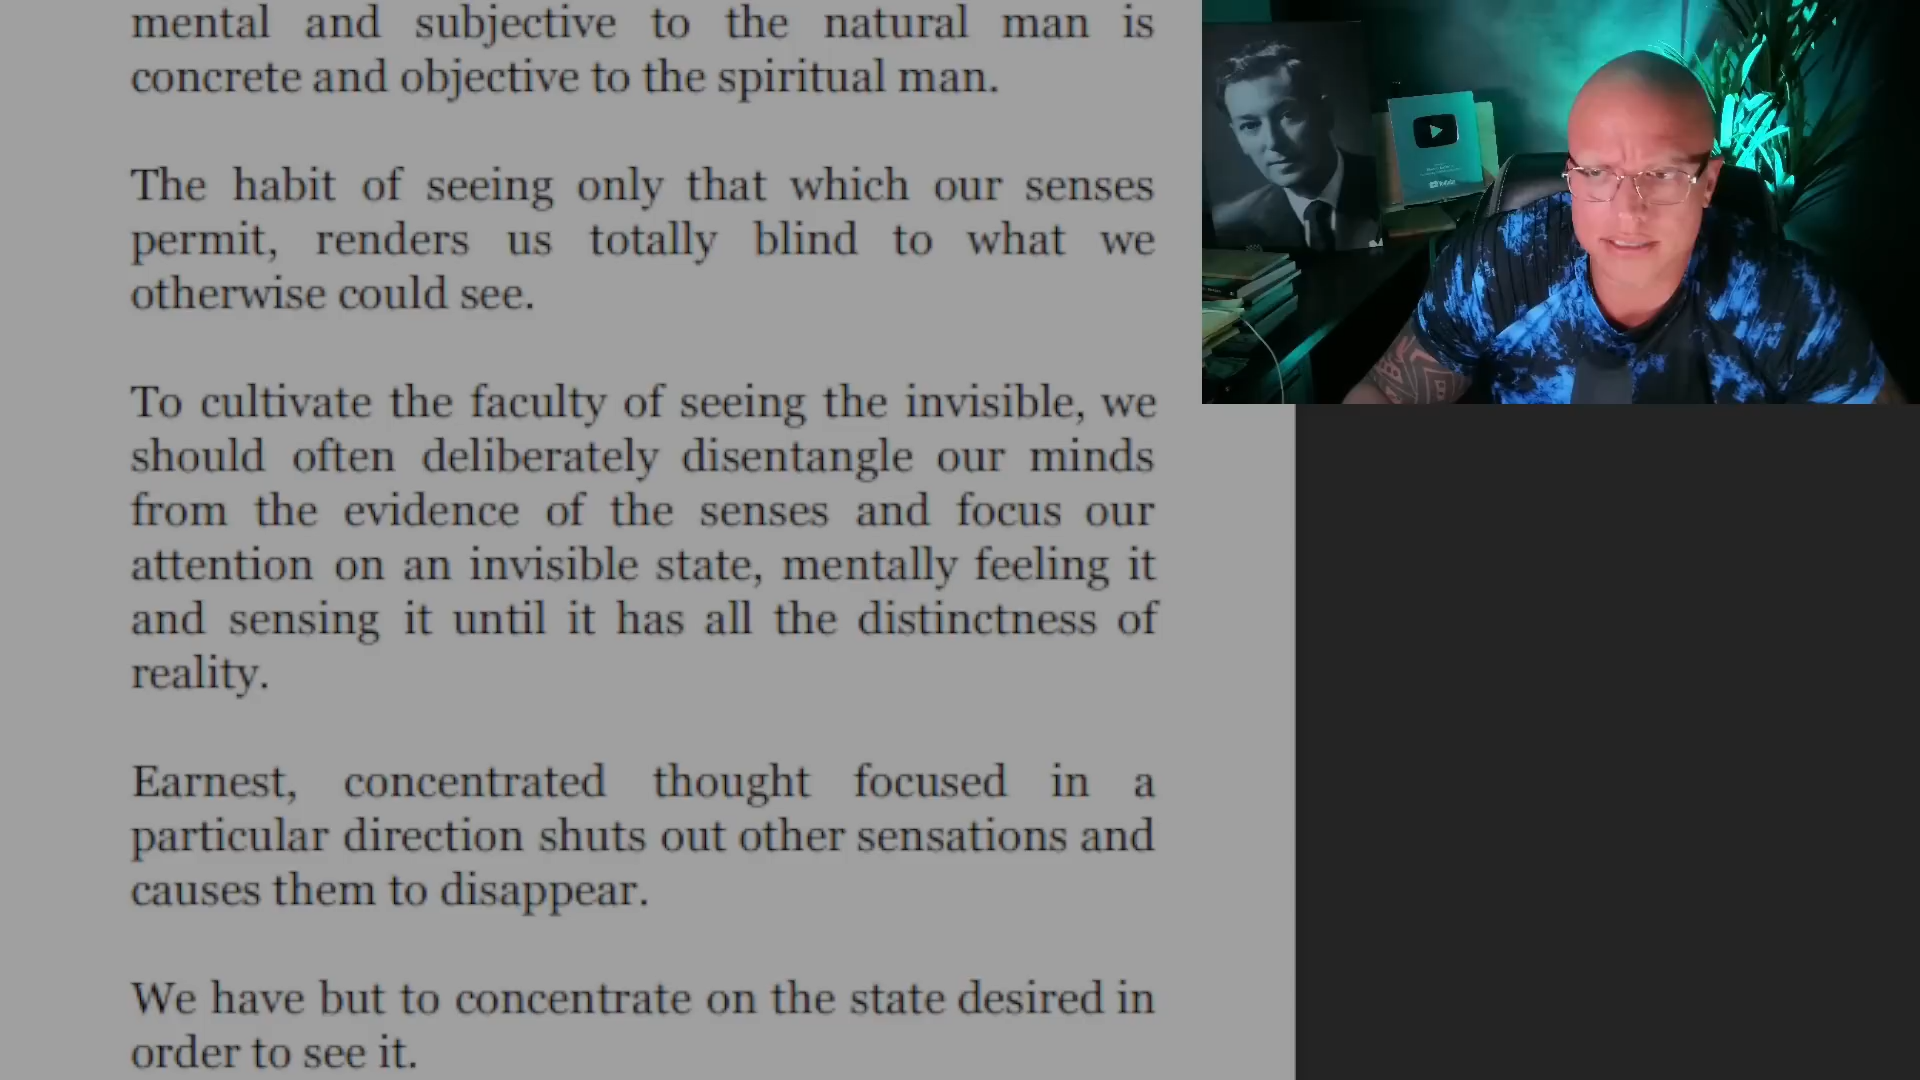 mental and subjective to the natural man is
concrete and objective to the spiritual man.
The habit of seeing only that which our senses
permit, renders us totally blind to what we
otherwise could see.
To cultivate the faculty of seeing the invisible, we
should often deliberately disentangle our minds
from the evidence of the senses and focus our
attention on an invisible state, mentally feeling it
and sensing it until it has all the distinctness of
reality.
Earnest, concentrated thought focused in a
particular direction shuts out other sensations and
causes them to disappear.
We have but to concentrate on the state desired in
order to see it.